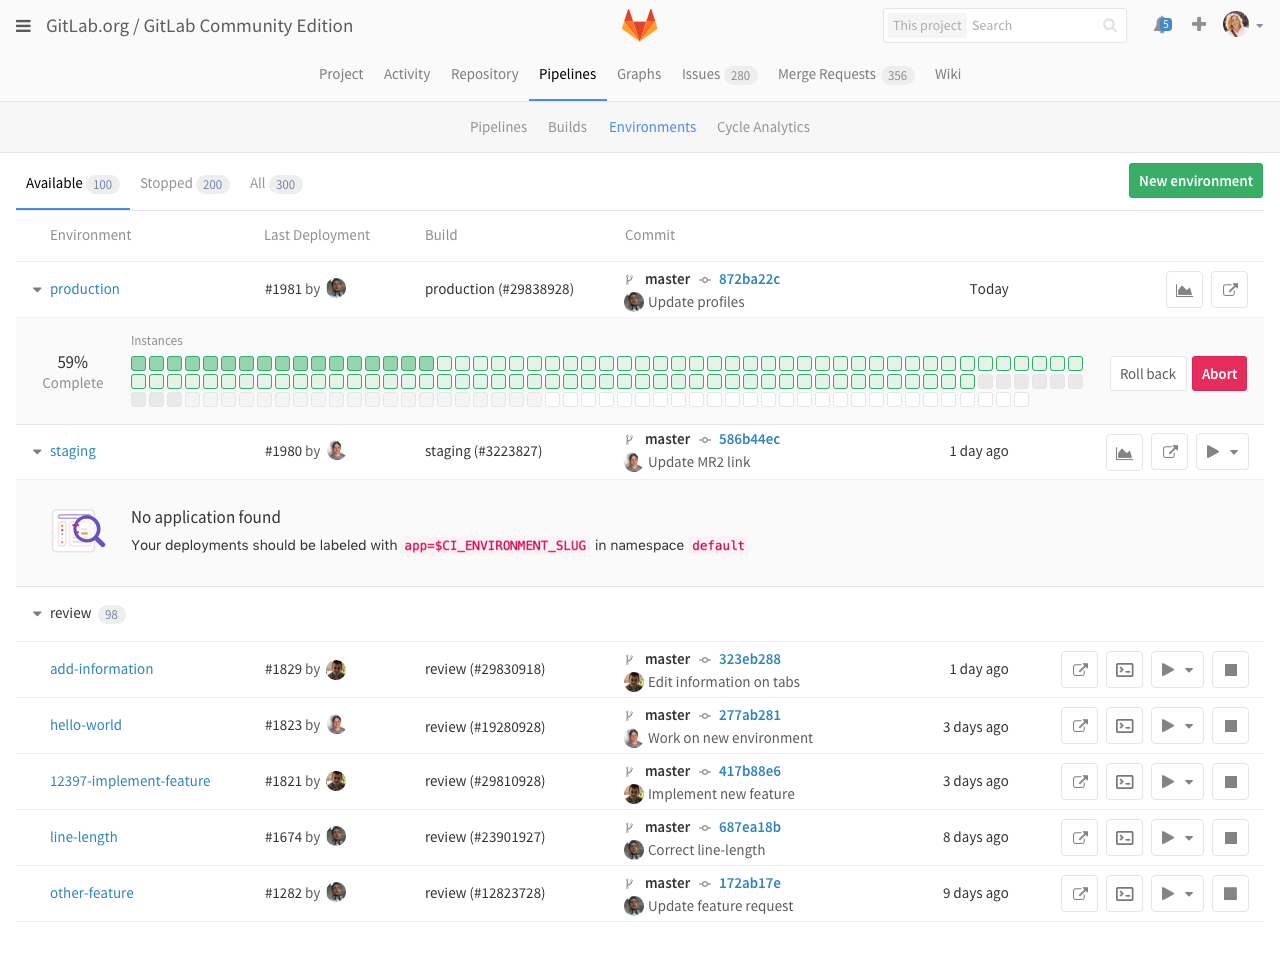 GitLab.org / GitLab Community Edition
This project Search
5
Project Activity Repository Pipelines Graphs Issues 280 Merge Requests 356 Wiki
Pipelines Builds Environments Cycle Analytics
Available 100 Stopped 200 All 300
New environment
Environment Last Deployment Build Commit
production #1981 by production (#29838928) master 872ba22c Today
Update profiles
Instances
59%
Complete
Roll back Abort
staging #1980 by staging (#3223827) master 586b44ec 1 day ago
Update MR2 link
No application found
Your deployments should be labeled with app=$CI_ENVIRONMENT_SLUG in namespace default
review 98
add-information #1829 by review (#29830918) master 323eb288 1 day ago
Edit information on tabs
hello-world #1823 by review (#19280928) master 277ab281 3 days ago
Work on new environment
12397-implement-feature #1821 by review (#29810928) master 417b88e6 3 days ago
Implement new feature
line-length #1674 by review (#23901927) master 687ea18b 8 days ago
Correct line-length
other-feature #1282 by review (#12823728) master 172ab17e 9 days ago
Update feature request